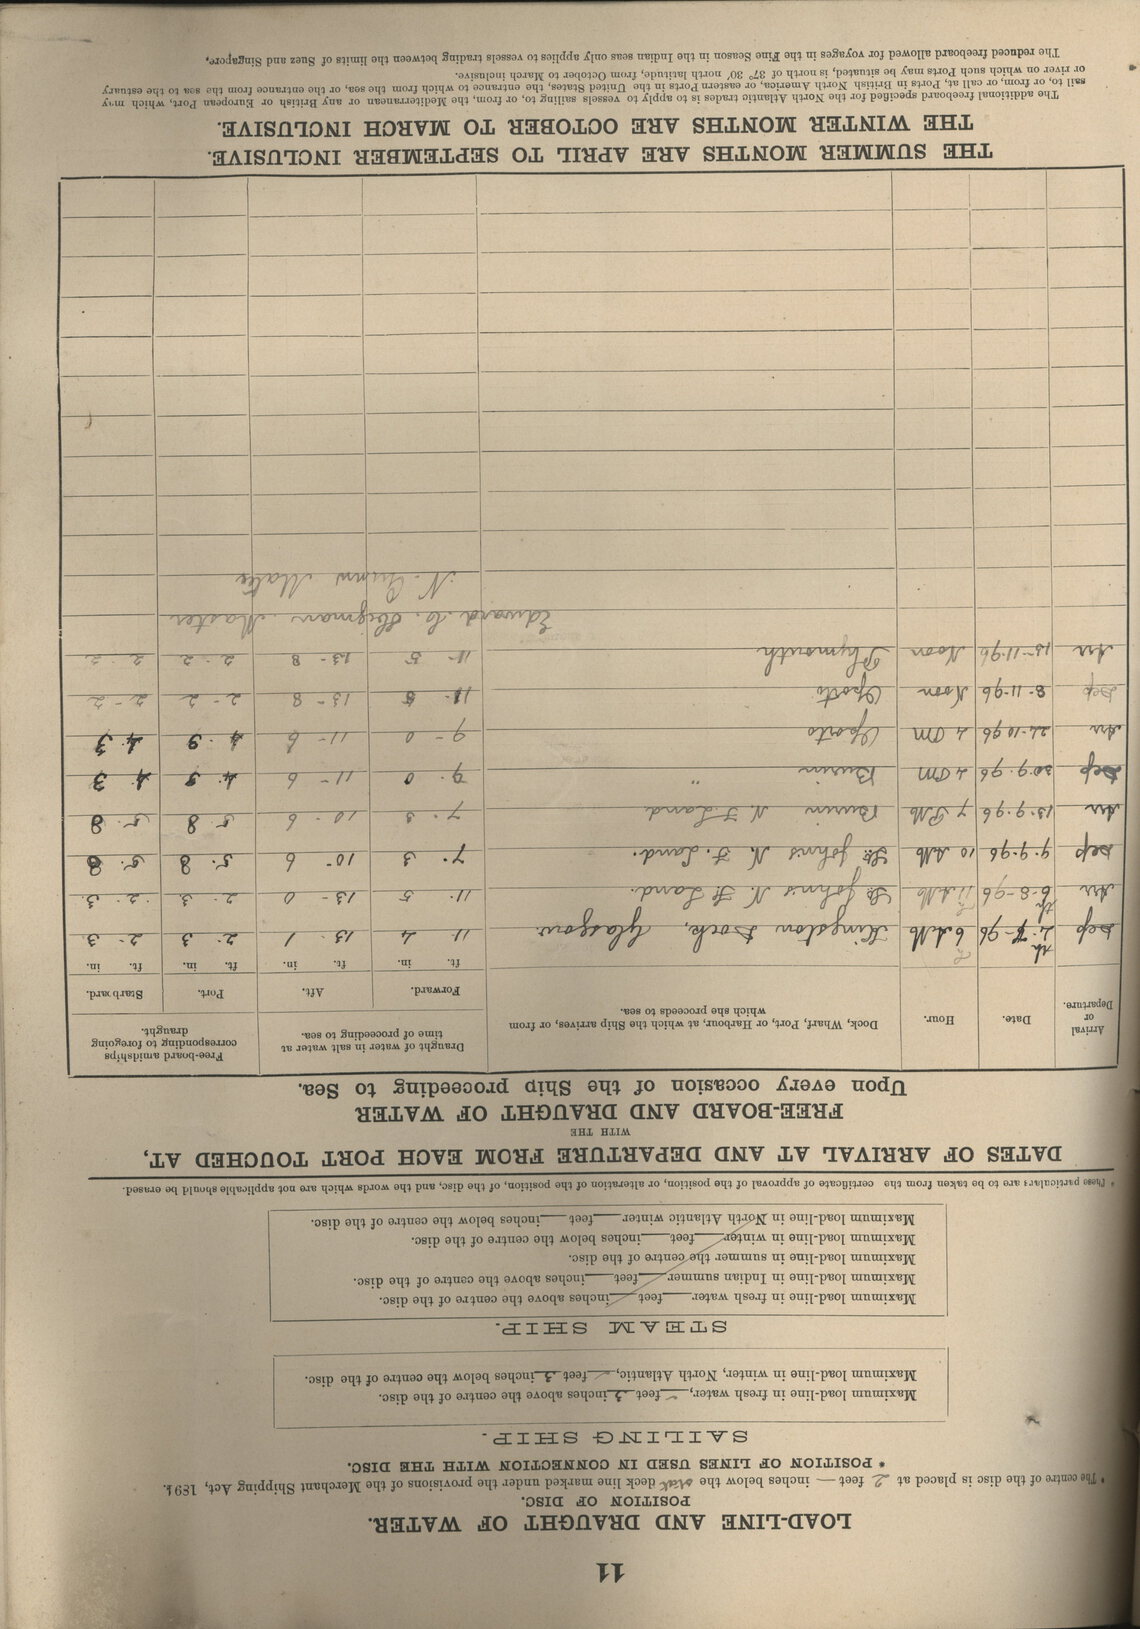 11
LOAD-LINE AND DRAUGHT OF WATER.
POSITION OF DISC.
* The centre of the disc is placed at 2 feet — inches below the deck line marked under the provisions of the Merchant Shipping Act, 1894.
* POSITION OF LINES USED IN CONNECTION WITH THE DISC.
SAILING SHIP.
Maximum load-line in fresh water, feet 3 inches above the centre of the disc.
Maximum load-line in winter, North Atlantic, feet 3 inches below the centre of the disc.
STEAM SHIP.
Maximum load-line in fresh water feet inches above the centre of the disc.
Maximum load-line in Indian summer feet inches above the centre of the disc.
Maximum load-line in summer the centre of the disc.
Maximum load-line in winter feet inches below the centre of the disc.
Maximum load-line in North Atlantic winter feet inches below the centre of the disc.
* These particulars are to be taken from the certificate of approval of the position, or alteration of the position, of the disc, and the words which are not applicable should be erased.
DATES OF ARRIVAL AT AND DEPARTURE FROM EACH PORT TOUCHED AT,
WITH THE
FREE-BOARD AND DRAUGHT OF WATER
Upon every occasion of the Ship proceeding to Sea.
Arrival or Departure.
Date.
Hour.
Dock, Wharf, Port, or Harbour, at which the Ship arrives, or from which she proceeds to sea.
Draught of water in salt water at time of proceeding to sea.
Free-board amidships corresponding to foregoing draught.
Forward. Aft. Port. Starboard.
ft. in. ft. in. ft. in. ft. in.
Dep 6 AM Kingston Dock, Glasgow 11 4 13 1 2 3 2 3
Arr 6-8-96 11 AM St Johns N. F. Land. 11 5 13 0 2 3 2 3
Dep 9.9.96 10 AM St Johns N. F. Land. 7 3 10 6 5 8 5 8
Arr 13.9.96 7 PM Burin N F. Land 7 3 10 6 5 8 5 8
Dep 30.9.96 Burin " 9 0 11 6 4 3 4 3
Arr 24.10.96 Oporto 9 0 11 6 4 3 4 3
Dep 8.11.96 Noon Oporto 11 5 13 8 2 2 2 2
Arr 15-11-96 Noon Plymouth 11 5 13 8 2 2 2 2
Edward C. Master
N. Mate
THE SUMMER MONTHS ARE APRIL TO SEPTEMBER INCLUSIVE.
THE WINTER MONTHS ARE OCTOBER TO MARCH INCLUSIVE.
The additional freeboard specified for the North Atlantic trades is to apply to vessels sailing to, or from, the Mediterranean or any British or European Port, which may
sail to, or from, or call at, Ports in British North America, or eastern Ports in the United States, the entrance to which from the sea, or the entrance from the sea to the estuary
or river on which such Ports may be situated, is north of 37° 30' north latitude, from October to March inclusive.
The reduced freeboard allowed for voyages in the Fine Season in the Indian seas only applies to vessels trading between the limits of Suez and Singapore.